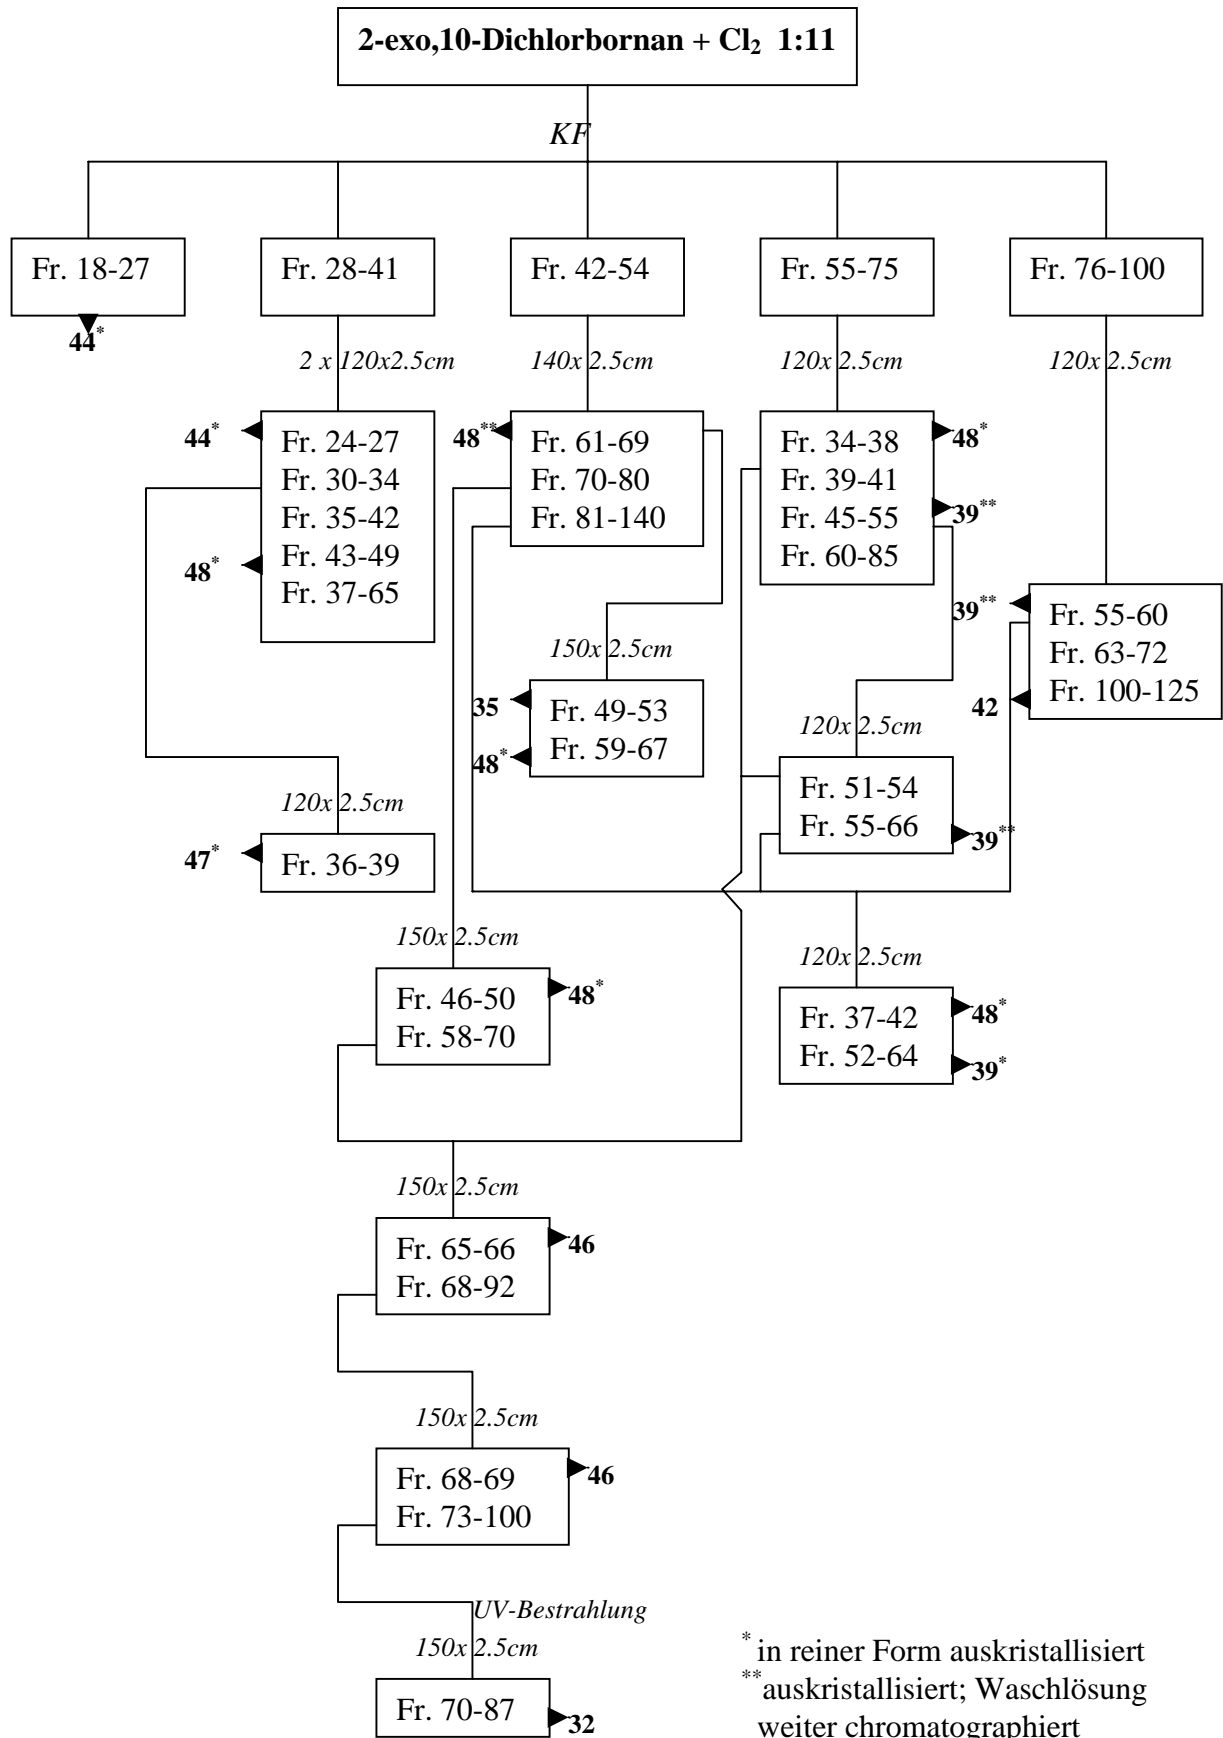 2-exo,10-Dichlorbornan + Cl₂ 1:11
KF
Fr. 18-27
Fr. 28-41
Fr. 42-54
Fr. 55-75
Fr. 76-100
44*
2 x 120x2.5cm
140x 2.5cm
120x 2.5cm
120x 2.5cm
44*
Fr. 24-27
Fr. 30-34
Fr. 35-42
48*
Fr. 43-49
Fr. 37-65
48**
Fr. 61-69
Fr. 70-80
Fr. 81-140
Fr. 34-38
48*
Fr. 39-41
Fr. 45-55
39**
Fr. 60-85
39**
Fr. 55-60
Fr. 63-72
Fr. 100-125
42
150x 2.5cm
35
Fr. 49-53
Fr. 59-67
48*
120x 2.5cm
Fr. 51-54
Fr. 55-66
39**
120x 2.5cm
47*
Fr. 36-39
150x 2.5cm
Fr. 46-50
48*
Fr. 58-70
120x 2.5cm
Fr. 37-42
48*
Fr. 52-64
39*
150x 2.5cm
Fr. 65-66
46
Fr. 68-92
150x 2.5cm
Fr. 68-69
46
Fr. 73-100
UV-Bestrahlung
150x 2.5cm
Fr. 70-87
32
* in reiner Form auskristallisiert
** auskristallisiert; Waschlösung
weiter chromatographiert